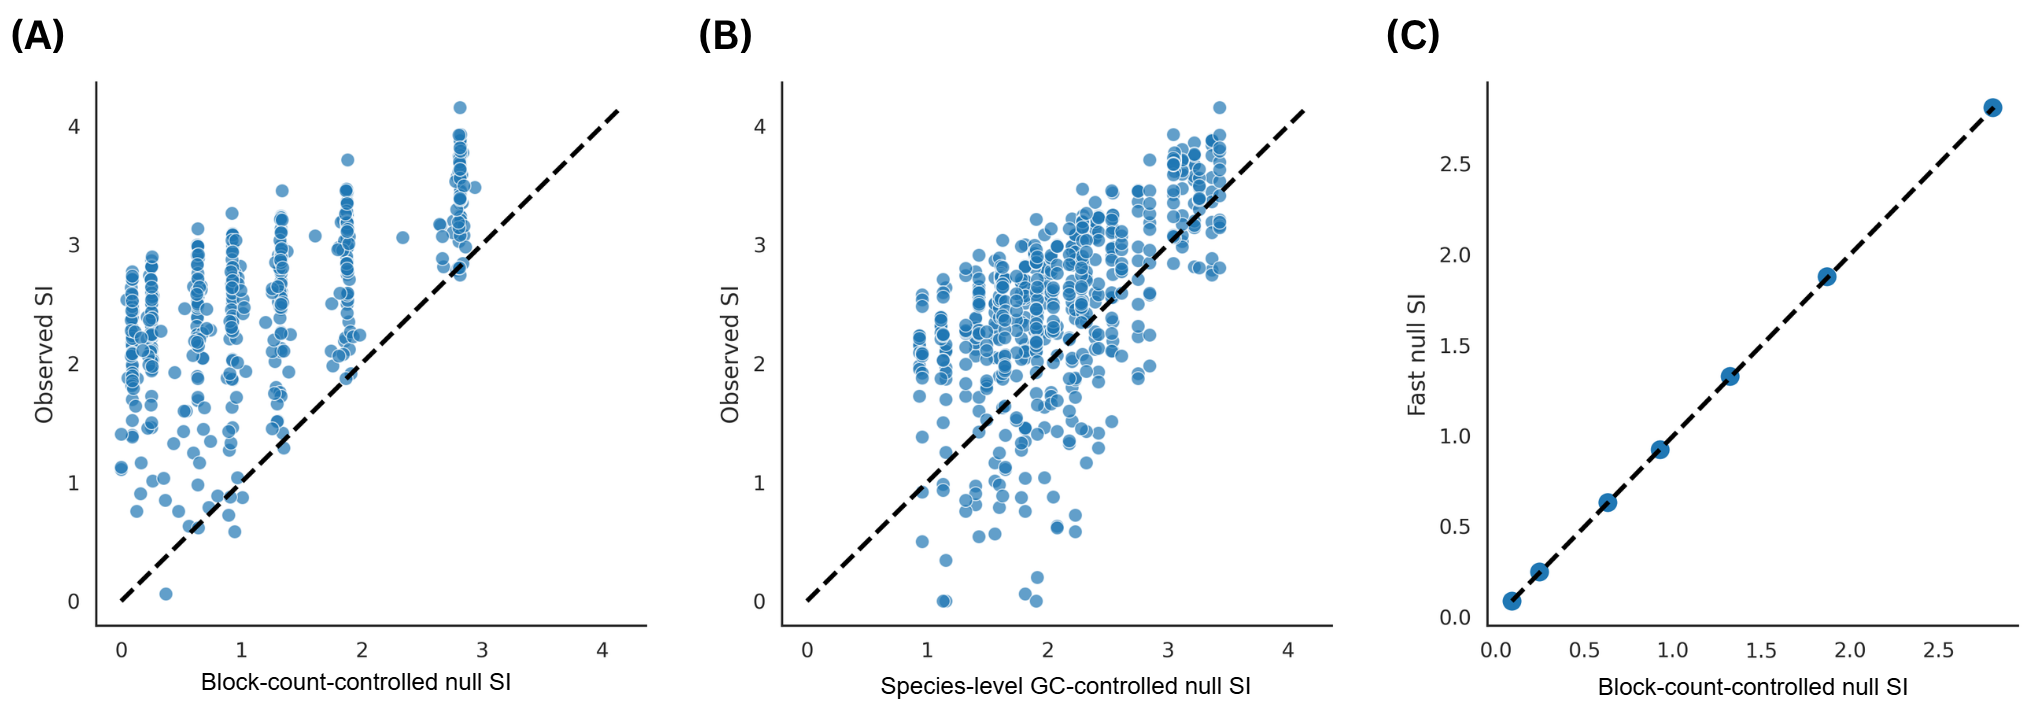 (A)
(B)
(C)
Observed SI
4
3
2
1
0
0 1 2 3 4
Block-count-controlled null SI
Observed SI
4
3
2
1
0
0 1 2 3 4
Species-level GC-controlled null SI
Fast null SI
2.5
2.0
1.5
1.0
0.5
0.0
0.0 0.5 1.0 1.5 2.0 2.5
Block-count-controlled null SI